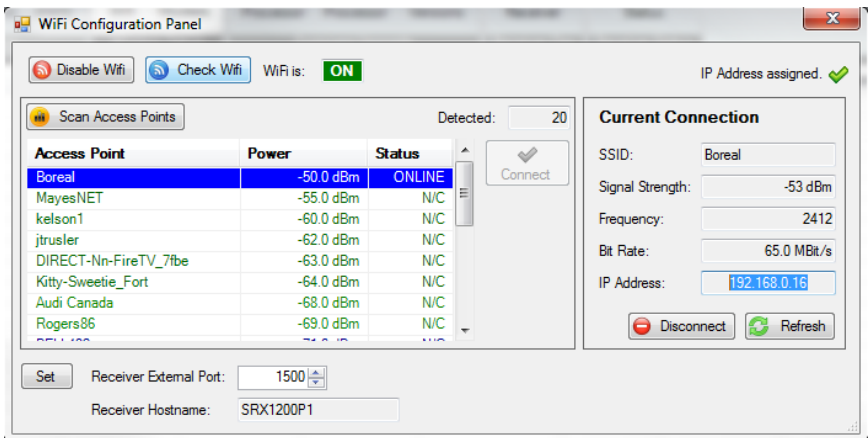 WiFi Configuration Panel
Disable Wifi Check Wifi WiFi is: ON IP Address assigned.
Scan Access Points Detected: 20
Access Point Power Status
Boreal -50.0 dBm ONLINE
MayesNET -55.0 dBm N/C
kelson1 -60.0 dBm N/C
jtrusler -62.0 dBm N/C
DIRECT-Nn-FireTV_7fbe -63.0 dBm N/C
Kitty-Sweetie_Fort -64.0 dBm N/C
Audi Canada -68.0 dBm N/C
Rogers86 -69.0 dBm N/C
Connect
Current Connection
SSID: Boreal
Signal Strength: -53 dBm
Frequency: 2412
Bit Rate: 65.0 MBit/s
IP Address: 192.168.0.16
Disconnect Refresh
Set Receiver External Port: 1500
Receiver Hostname: SRX1200P1